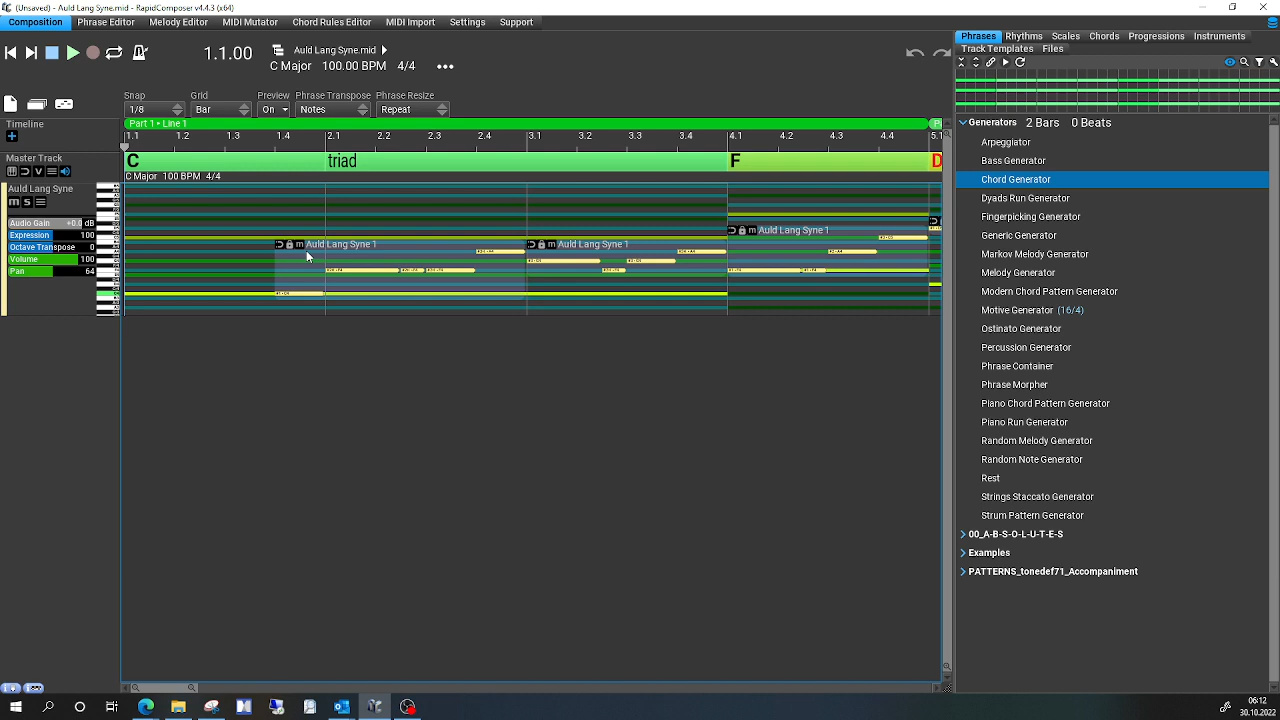 (Unsaved) - Auld Lang Syne.mid - RapidComposer v4.4.3 (x64)
Composition Phrase Editor Melody Editor MIDI Mutator Chord Rules Editor MIDI Import Settings Support
1.1.00
Auld Lang Syne.mid
C Major 100.00 BPM 4/4
Snap Grid Preview Phrase Transpose Phrase Resize
1/8 Bar On Notes Repeat
Timeline
Part 1 Line 1
1.1 1.2 1.3 1.4 2.1 2.2 2.3 2.4 3.1 3.2 3.3 3.4 4.1 4.2 4.3 4.4 5.1
Master Track
C triad F D
C Major 100 BPM 4/4
Auld Lang Syne
m S
Audio Gain +0.0 dB
Expression 100
Octave Transpose 0
Volume 100
Pan 64
m Auld Lang Syne 1
m Auld Lang Syne 1
m Auld Lang Syne 1
Phrases Rhythms Scales Chords Progressions Instruments
Track Templates Files
Generators 2 Bars 0 Beats
Arpeggiator
Bass Generator
Chord Generator
Dyads Run Generator
Fingerpicking Generator
Generic Generator
Markov Melody Generator
Melody Generator
Modern Chord Pattern Generator
Motive Generator (16/4)
Ostinato Generator
Percussion Generator
Phrase Container
Phrase Morpher
Piano Chord Pattern Generator
Piano Run Generator
Random Melody Generator
Random Note Generator
Rest
Strings Staccato Generator
Strum Pattern Generator
00_A-B-S-O-L-U-T-E-S
Examples
PATTERNS_tonedef71_Accompaniment
06:12
30.10.2022